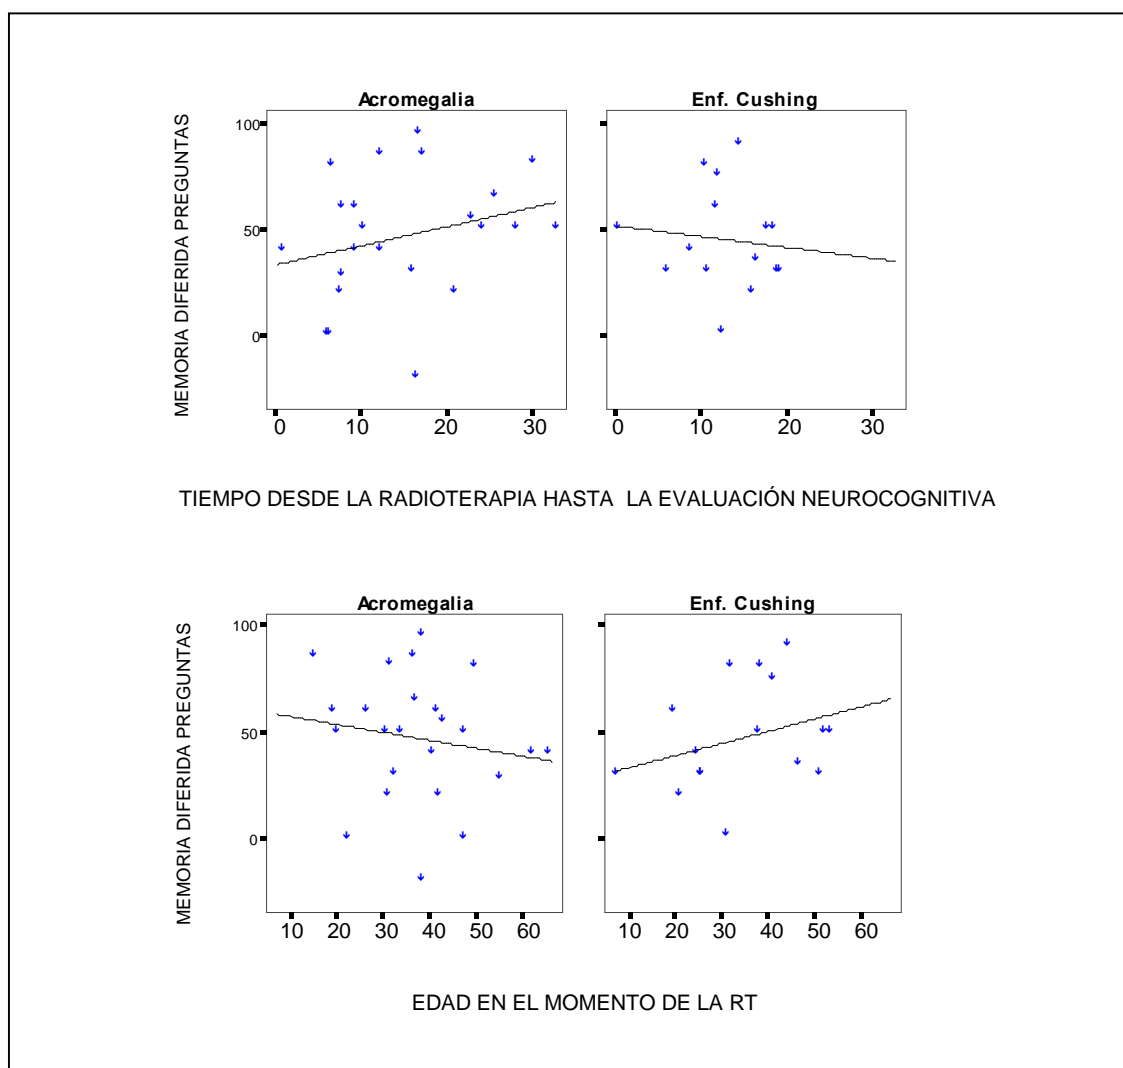 Acromegalia Enf. Cushing
MEMORIA DIFERIDA PREGUNTAS
100
50
0
0 10 20 30 0 10 20 30
TIEMPO DESDE LA RADIOTERAPIA HASTA LA EVALUACIÓN NEUROCOGNITIVA
Acromegalia Enf. Cushing
MEMORIA DIFERIDA PREGUNTAS
100
50
0
10 20 30 40 50 60 10 20 30 40 50 60
EDAD EN EL MOMENTO DE LA RT